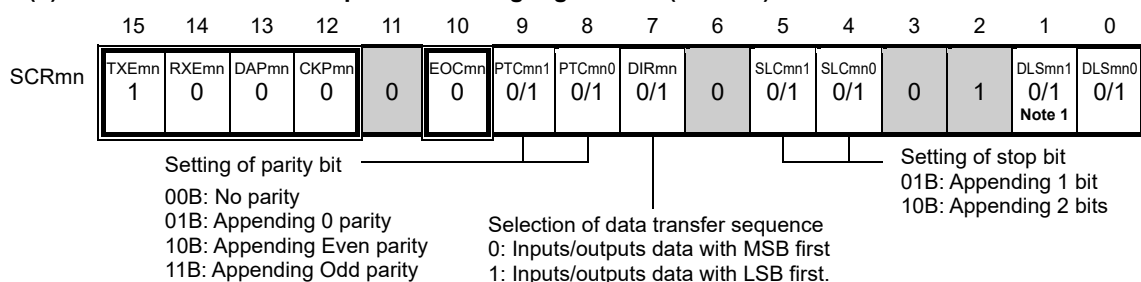 15 14 13 12 11 10 9 8 7 6 5 4 3 2 1 0
SCRmn
TXEmn RXEmn DAPmn CKPmn EOCmn PTCmn1 PTCmn0 DIRmn SLCmn1 SLCmn0 DLSmn1 DLSmn0
1 0 0 0 0 0 0/1 0/1 0/1 0 0/1 0/1 0 1 0/1 0/1
Note 1
Setting of parity bit
00B: No parity
01B: Appending 0 parity
10B: Appending Even parity
11B: Appending Odd parity
Selection of data transfer sequence
0: Inputs/outputs data with MSB first
1: Inputs/outputs data with LSB first.
Setting of stop bit
01B: Appending 1 bit
10B: Appending 2 bits